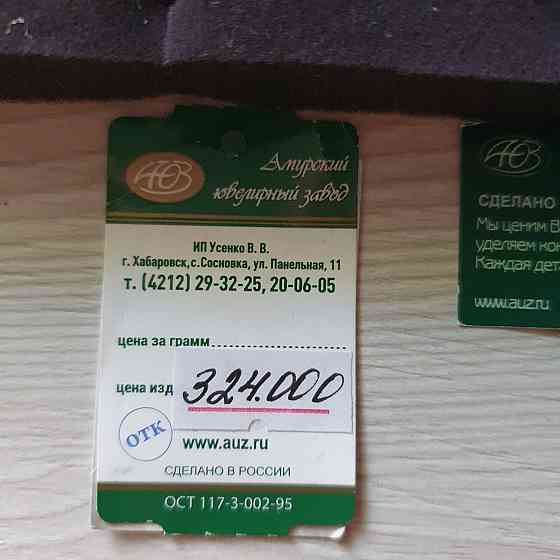 АЮЗ
Амурский
ювелирный завод
ИП Усенко В. В.
г. Хабаровск, с. Сосновка, ул. Панельная, 11
т. (4212) 29-32-25, 20-06-05
цена за грамм
цена изд
324.000
ОТК
www.auz.ru
СДЕЛАНО В РОССИИ
ОСТ 117-3-002-95
АЮЗ
СДЕЛАНО
Мы ценим В
уделяем
Каждая дет
www.auz.ru